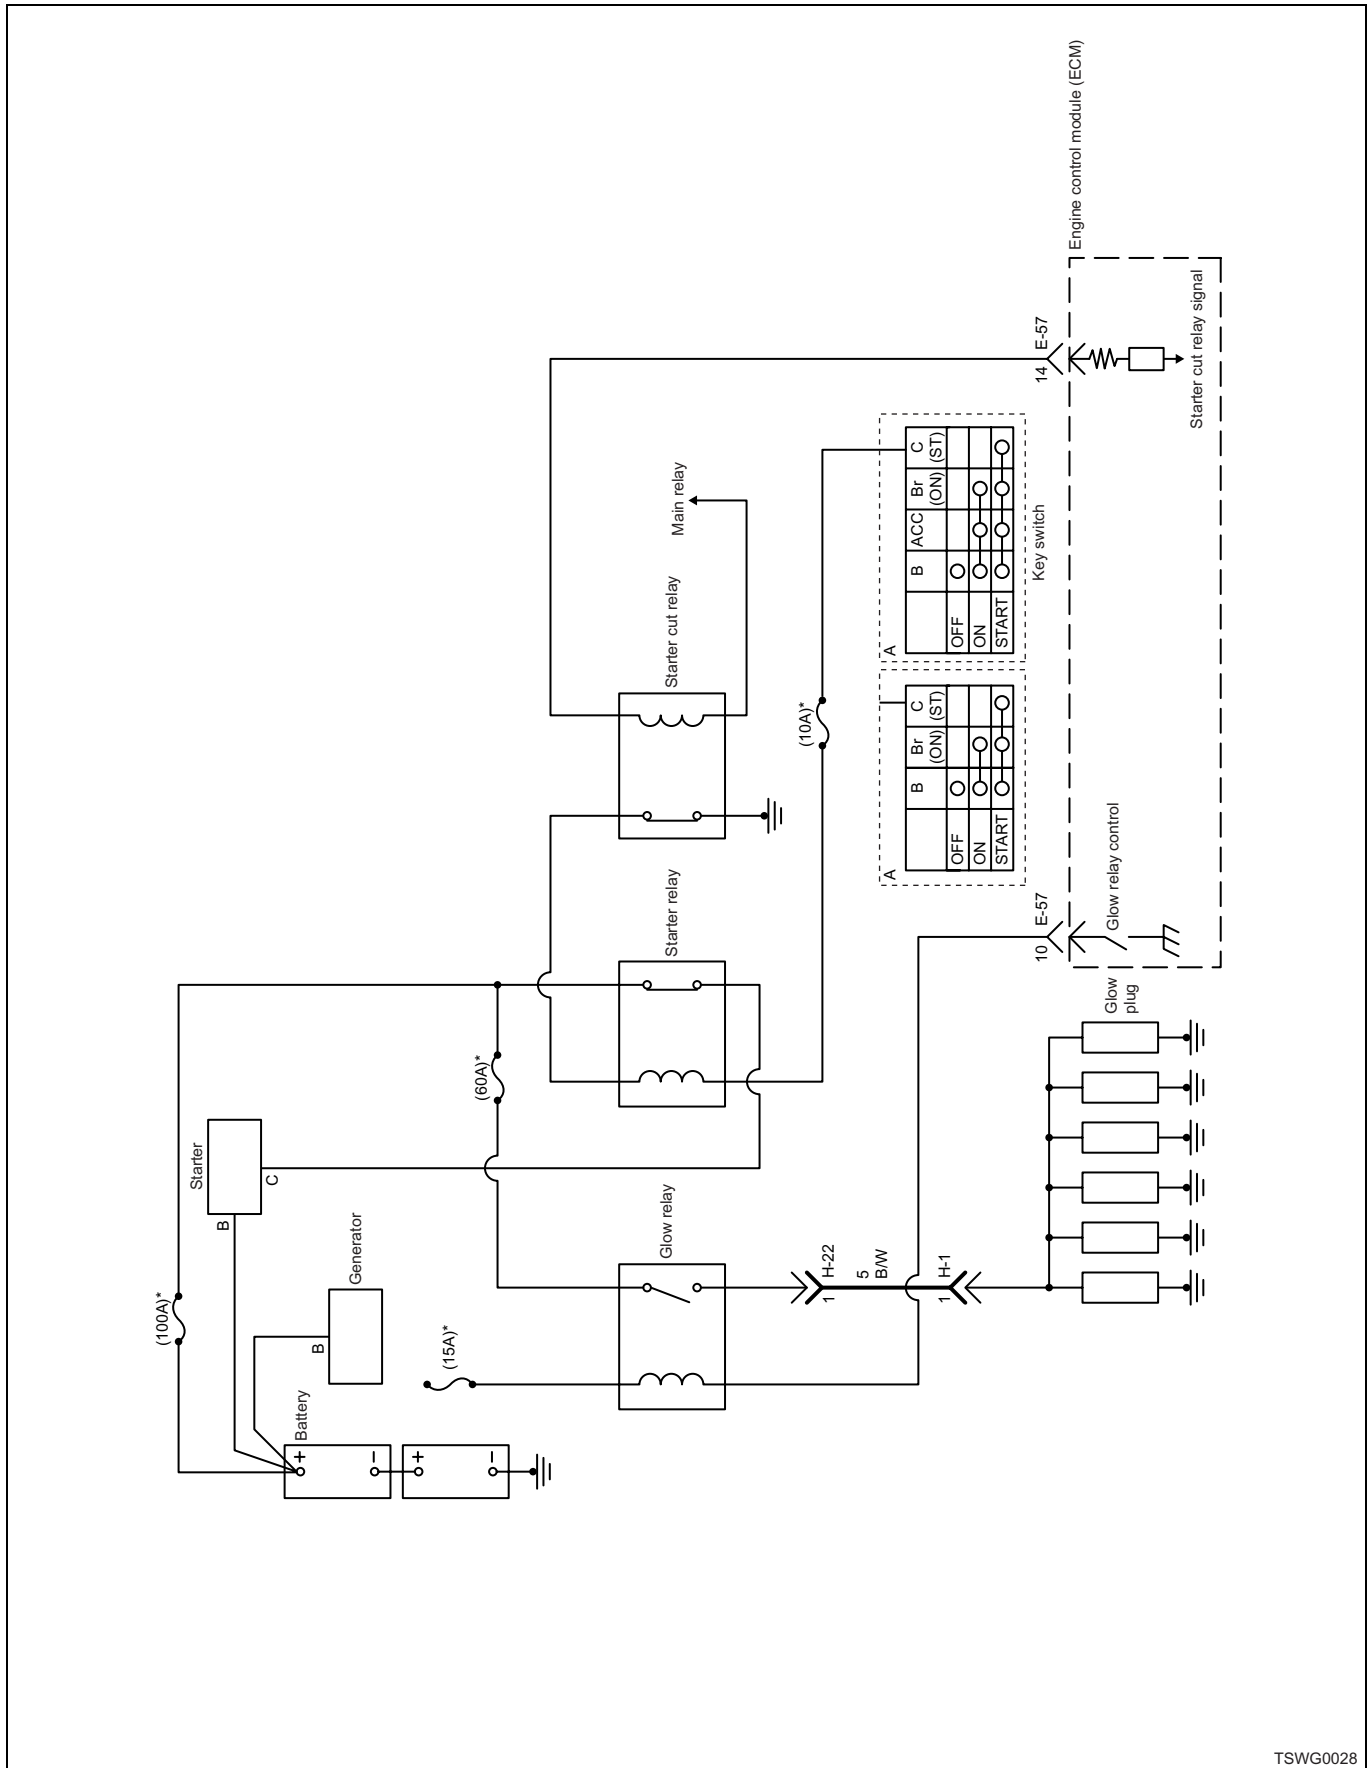 Engine control module (ECM)
Starter cut relay signal
14
E-57
Main relay
Starter cut relay
(10A)*
A
B
ACC
Br
(ON)
C
(ST)
OFF
ON
START
Key switch
A
B
Br
(ON)
C
(ST)
OFF
ON
START
Starter relay
10
E-57
Glow relay control
(60A)*
Glow
plug
Starter
B
C
Glow relay
H-22
1
5
B/W
H-1
1
Generator
B
(100A)*
(15A)*
Battery
+
−
+
−
TSWG0028